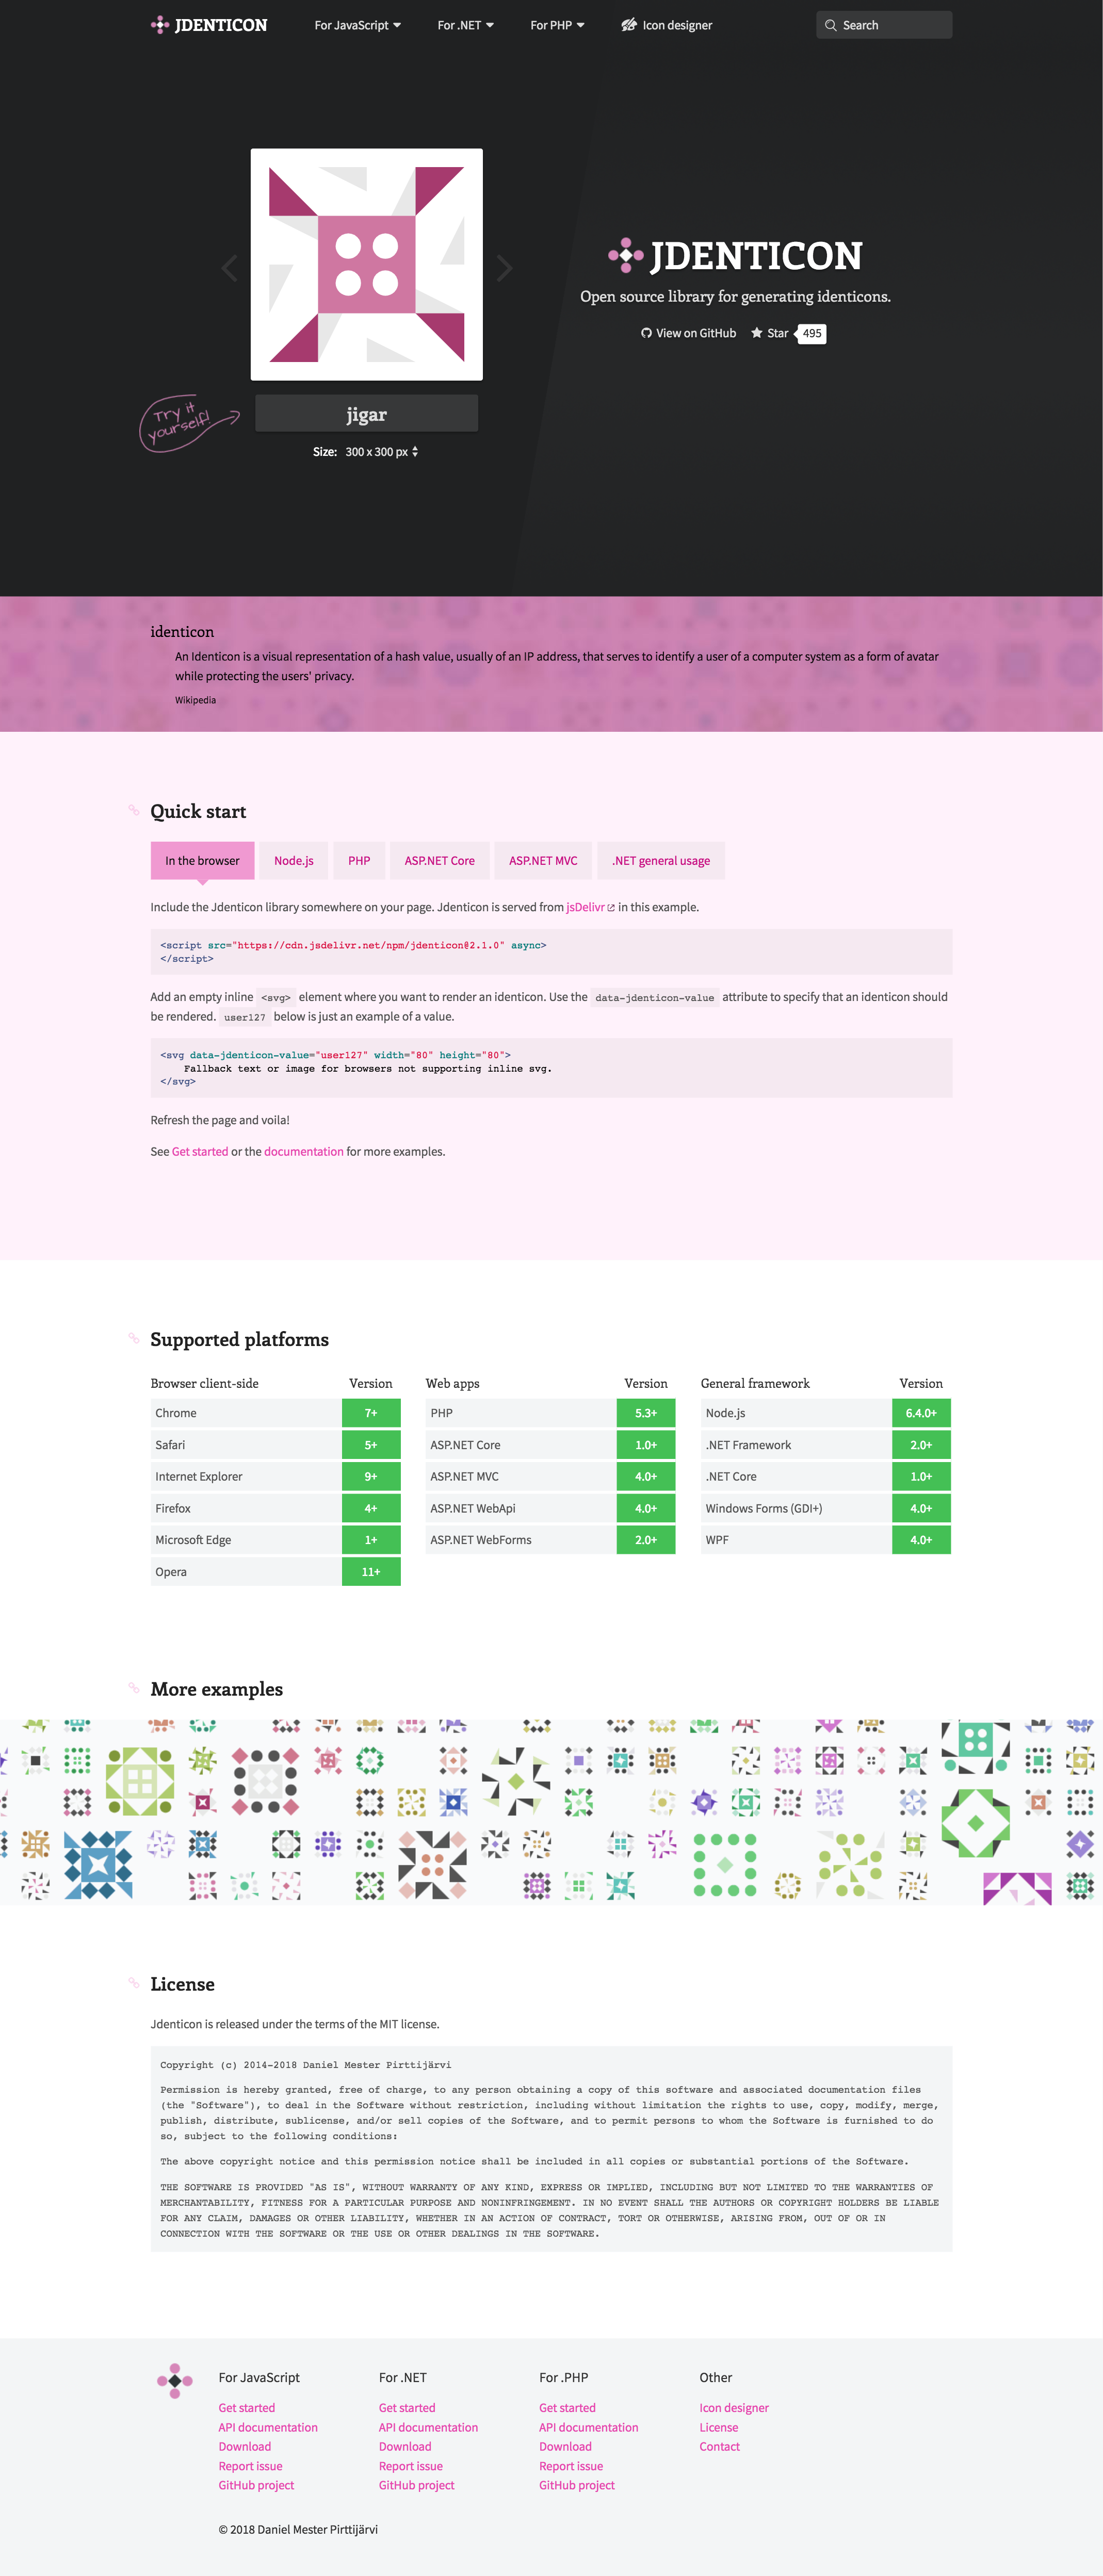 JDENTICON
For JavaScript
For .NET
For PHP
Icon designer
Search
JDENTICON
Open source library for generating identicons.
View on GitHub
Star
495
Try it
yourself!
jigar
Size: 300 x 300 px
identicon
An Identicon is a visual representation of a hash value, usually of an IP address, that serves to identify a user of a computer system as a form of avatar
while protecting the users' privacy.
Wikipedia
Quick start
In the browser
Node.js
PHP
ASP.NET Core
ASP.NET MVC
.NET general usage
Include the Jdenticon library somewhere on your page. Jdenticon is served from jsDelivr in this example.
<script src="https://cdn.jsdelivr.net/npm/jdenticon@2.1.0" async>
</script>
Add an empty inline <svg> element where you want to render an identicon. Use the data-jdenticon-value attribute to specify that an identicon should
be rendered. user127 below is just an example of a value.
<svg data-jdenticon-value="user127" width="80" height="80">
Fallback text or image for browsers not supporting inline svg.
</svg>
Refresh the page and voila!
See Get started or the documentation for more examples.
Supported platforms
Browser client-side Version
Chrome 7+
Safari 5+
Internet Explorer 9+
Firefox 4+
Microsoft Edge 1+
Opera 11+
Web apps Version
PHP 5.3+
ASP.NET Core 1.0+
ASP.NET MVC 4.0+
ASP.NET WebApi 4.0+
ASP.NET WebForms 2.0+
General framework Version
Node.js 6.4.0+
.NET Framework 2.0+
.NET Core 1.0+
Windows Forms (GDI+) 4.0+
WPF 4.0+
More examples
License
Jdenticon is released under the terms of the MIT license.
Copyright (c) 2014-2018 Daniel Mester Pirttijärvi
Permission is hereby granted, free of charge, to any person obtaining a copy of this software and associated documentation files
(the "Software"), to deal in the Software without restriction, including without limitation the rights to use, copy, modify, merge,
publish, distribute, sublicense, and/or sell copies of the Software, and to permit persons to whom the Software is furnished to do
so, subject to the following conditions:
The above copyright notice and this permission notice shall be included in all copies or substantial portions of the Software.
THE SOFTWARE IS PROVIDED "AS IS", WITHOUT WARRANTY OF ANY KIND, EXPRESS OR IMPLIED, INCLUDING BUT NOT LIMITED TO THE WARRANTIES OF
MERCHANTABILITY, FITNESS FOR A PARTICULAR PURPOSE AND NONINFRINGEMENT. IN NO EVENT SHALL THE AUTHORS OR COPYRIGHT HOLDERS BE LIABLE
FOR ANY CLAIM, DAMAGES OR OTHER LIABILITY, WHETHER IN AN ACTION OF CONTRACT, TORT OR OTHERWISE, ARISING FROM, OUT OF OR IN
CONNECTION WITH THE SOFTWARE OR THE USE OR OTHER DEALINGS IN THE SOFTWARE.
For JavaScript
Get started
API documentation
Download
Report issue
GitHub project
For .NET
Get started
API documentation
Download
Report issue
GitHub project
For .PHP
Get started
API documentation
Download
Report issue
GitHub project
Other
Icon designer
License
Contact
© 2018 Daniel Mester Pirttijärvi